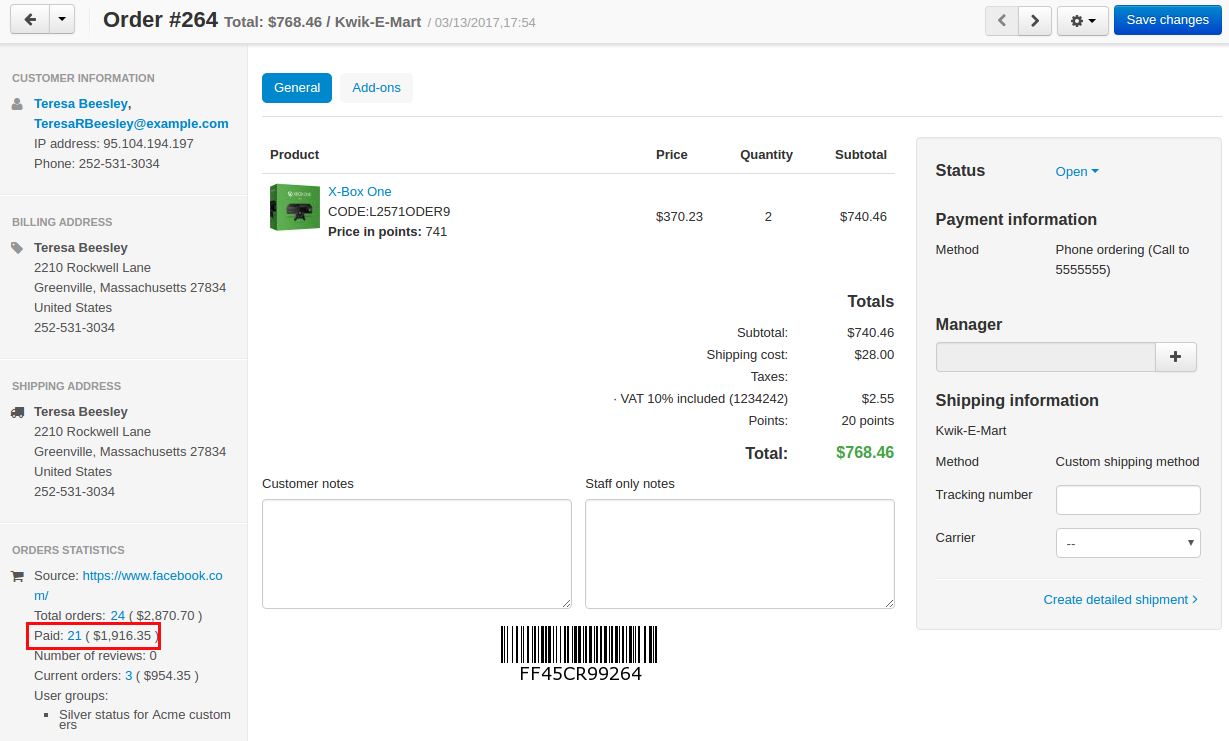 Order #264 Total: $768.46 / Kwik-E-Mart / 03/13/2017,17:54
Save changes
CUSTOMER INFORMATION
Teresa Beesley,
TeresaRBeesley@example.com
IP address: 95.104.194.197
Phone: 252-531-3034
BILLING ADDRESS
Teresa Beesley
2210 Rockwell Lane
Greenville, Massachusetts 27834
United States
252-531-3034
SHIPPING ADDRESS
Teresa Beesley
2210 Rockwell Lane
Greenville, Massachusetts 27834
United States
252-531-3034
ORDERS STATISTICS
Source: https://www.facebook.co
m/
Total orders: 24 ( $2,870.70 )
Paid: 21 ( $1,916.35 )
Number of reviews: 0
Current orders: 3 ( $954.35 )
User groups:
Silver status for Acme custom
ers
General Add-ons
Product Price Quantity Subtotal
X-Box One
CODE:L2571ODER9
Price in points: 741
$370.23 2 $740.46
Totals
Subtotal: $740.46
Shipping cost: $28.00
Taxes:
· VAT 10% included (1234242) $2.55
Points: 20 points
Total: $768.46
Customer notes Staff only notes
FF45CR99264
Status Open
Payment information
Method Phone ordering (Call to
5555555)
Manager
Shipping information
Kwik-E-Mart
Method Custom shipping method
Tracking number
Carrier --
Create detailed shipment